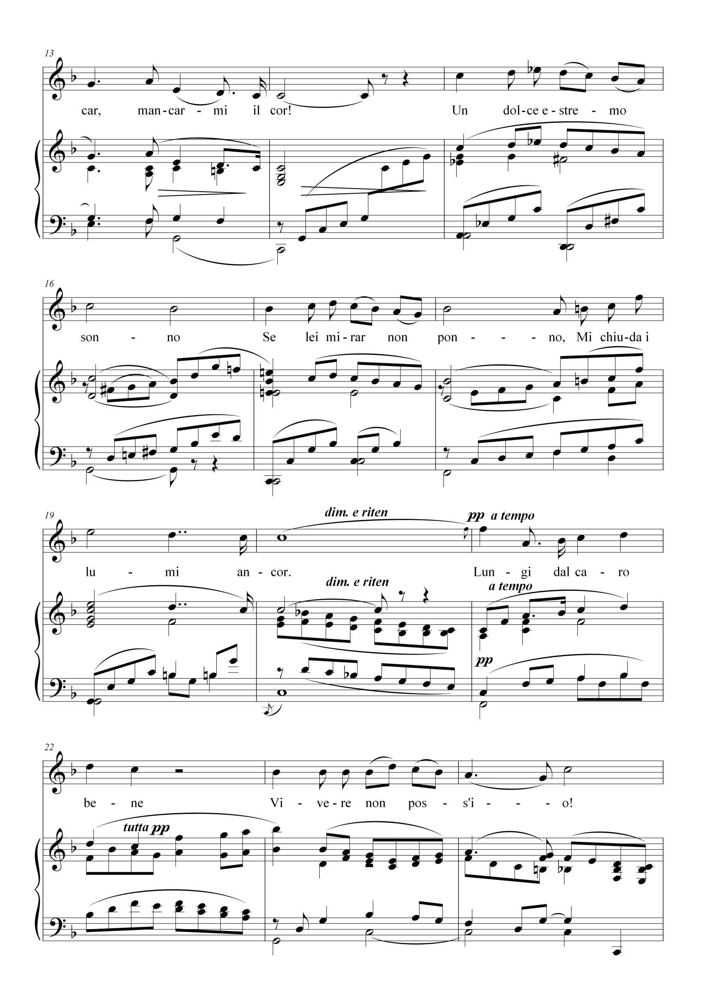 13
car, man-car - mi il cor! Un dol-ce e - stre - mo
16
son - no Se lei mi - rar non pon - - - no, Mi chiu-da i
19
dim. e riten pp a tempo
lu - mi an - cor. Lun - gi dal ca - ro
dim. e riten a tempo
pp
22
be - ne Vi - ve - re non pos - s'i - - - o!
tutta pp